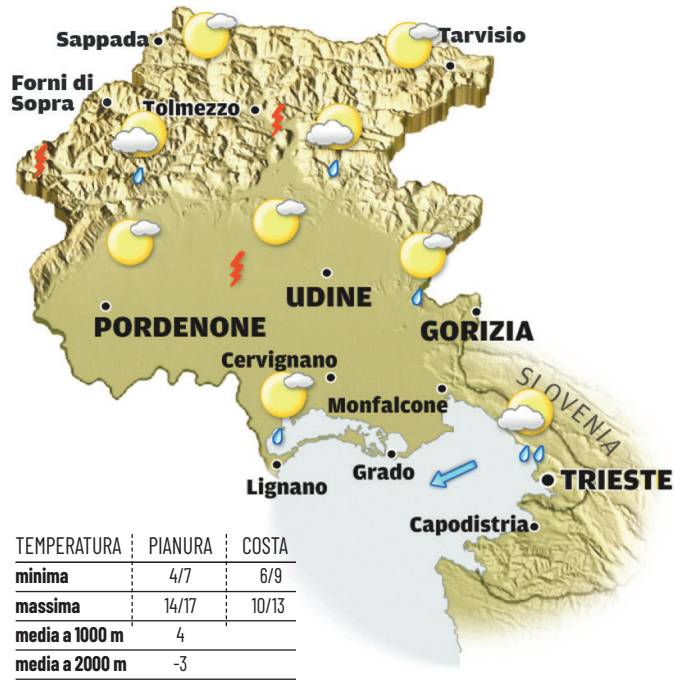 Sappada
Tarvisio
Forni di
Sopra
Tolmezzo
UDINE
PORDENONE
GORIZIA
Cervignano
SLOVENIA
Monfalcone
Grado
TRIESTE
Lignano
Capodistria
TEMPERATURA PIANURA COSTA
minima 4/7 6/9
massima 14/17 10/13
media a 1000 m 4
media a 2000 m -3